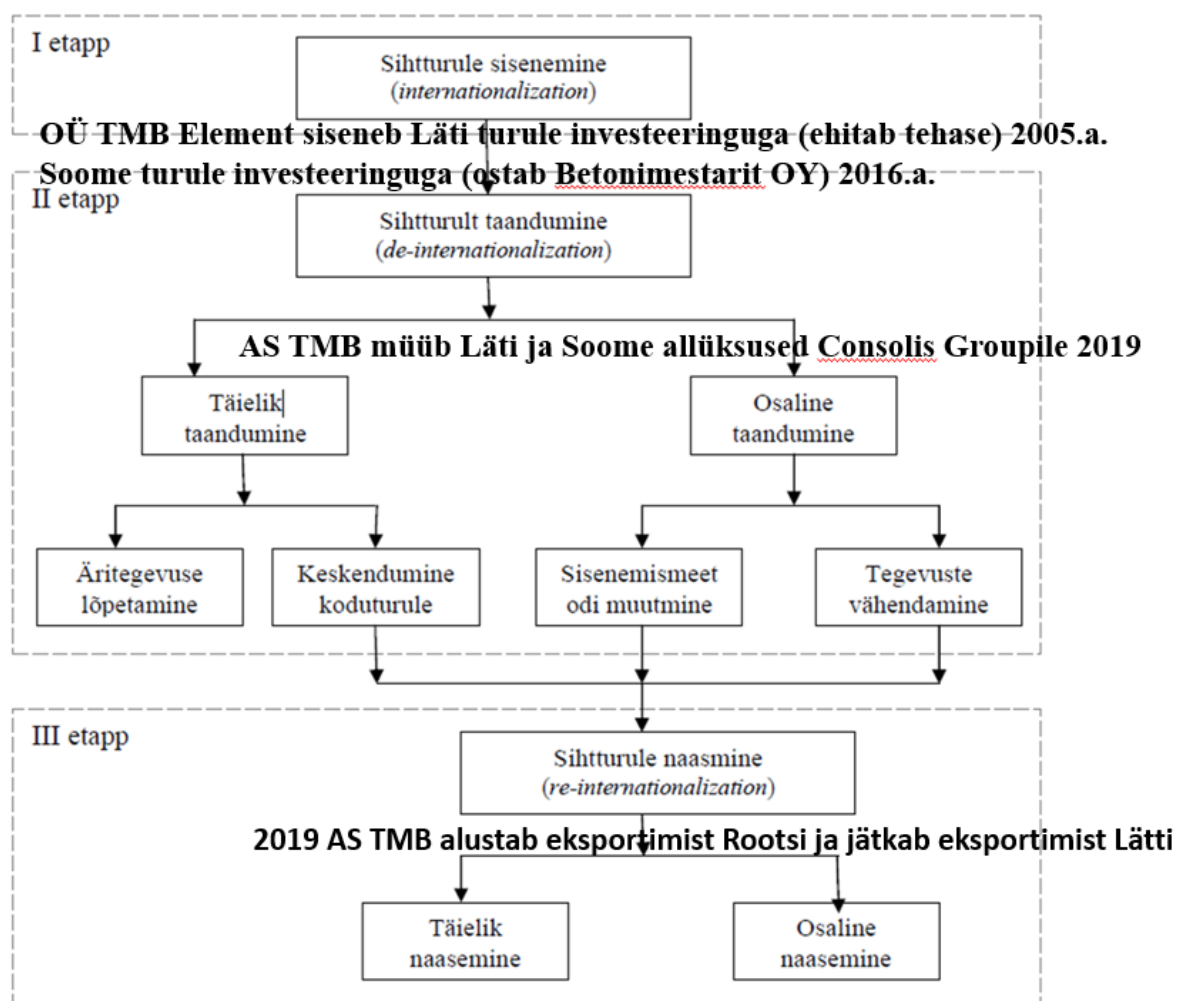 I etapp
Sihtturule sisenemine
(internationalization)
OÜ TMB Element siseneb Läti turule investeeringuga (ehitab tehase) 2005.a.
Soome turule investeeringuga (ostab Betonimestarit OY) 2016.a.
II etapp
Sihtturult taandumine
(de-internationalization)
AS TMB müüb Läti ja Soome allüksused Consolis Groupile 2019
Täielik
taandumine
Osaline
taandumine
Äritegevuse
lõpetamine
Keskendumine
koduturule
Sisenemismeet
odi muutmine
Tegevuste
vähendamine
III etapp
Sihtturule naasmine
(re-internationalization)
2019 AS TMB alustab eksportimist Rootsi ja jätkab eksportimist Lätti
Täielik
naasemine
Osaline
naasemine